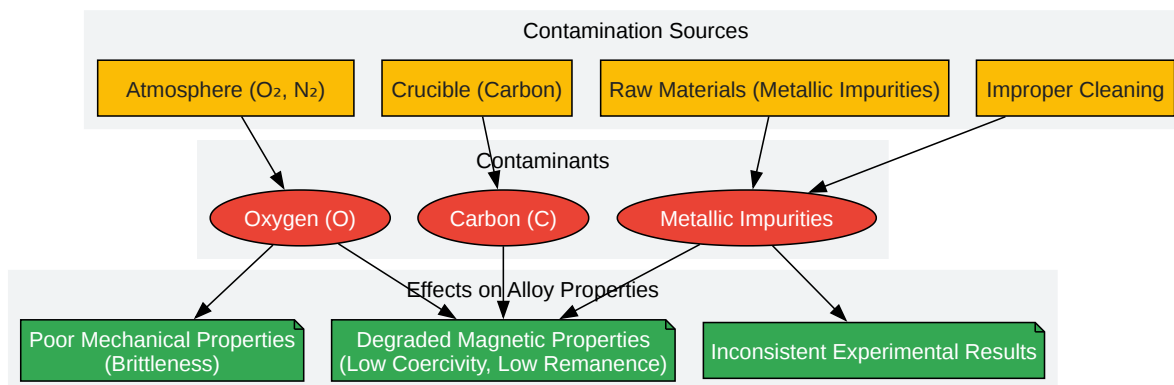 Contamination Sources
Atmosphere (O₂, N₂)
Crucible (Carbon)
Raw Materials (Metallic Impurities)
Improper Cleaning
Contaminants
Oxygen (O)
Carbon (C)
Metallic Impurities
Effects on Alloy Properties
Poor Mechanical Properties
(Brittleness)
Degraded Magnetic Properties
(Low Coercivity, Low Remanence)
Inconsistent Experimental Results